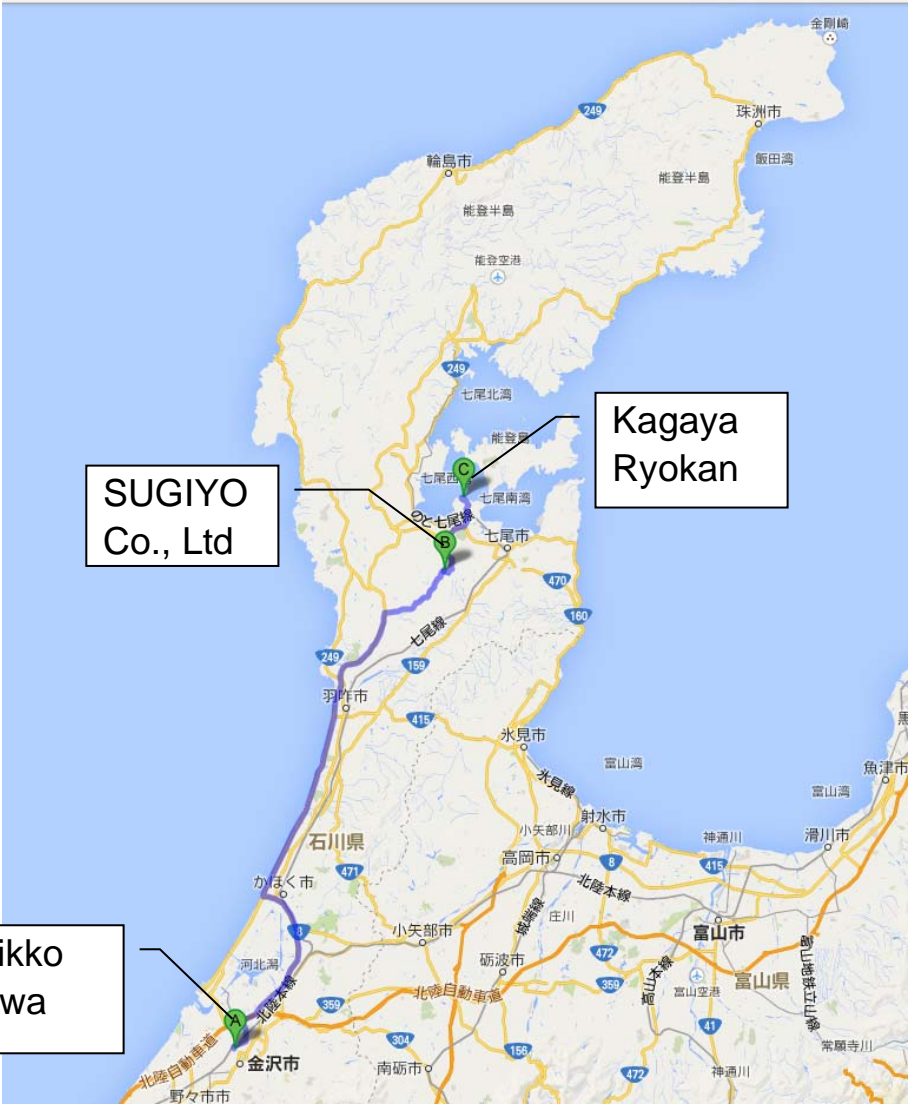 金剛崎
249
珠洲市
飯田湾
輪島市
能登半島
能登半島
能登空港
249
七尾北湾
能登島
Kagaya
Ryokan
C
七尾西
七尾南湾
SUGIYO
Co., Ltd
のと七尾線
七尾市
B
470
160
七尾線
249
159
羽咋市
415
氷見市
富山湾
氷見線
魚津市
富山湾
射水市
小矢部川
石川県
神通川
滑川市
高岡市
8
415
471
北陸本線
かほく市
城端線
庄川
8
小矢部市
富山市
ikko
wa
河北潟
砺波市
472
高山本線
富山地鉄立山線
北陸本線
359
北陸自動車道
359
富山空港
富山県
A
304
41
北陸自動車道
金沢市
156
常願寺川
南砺市
472
神通川
野々市市